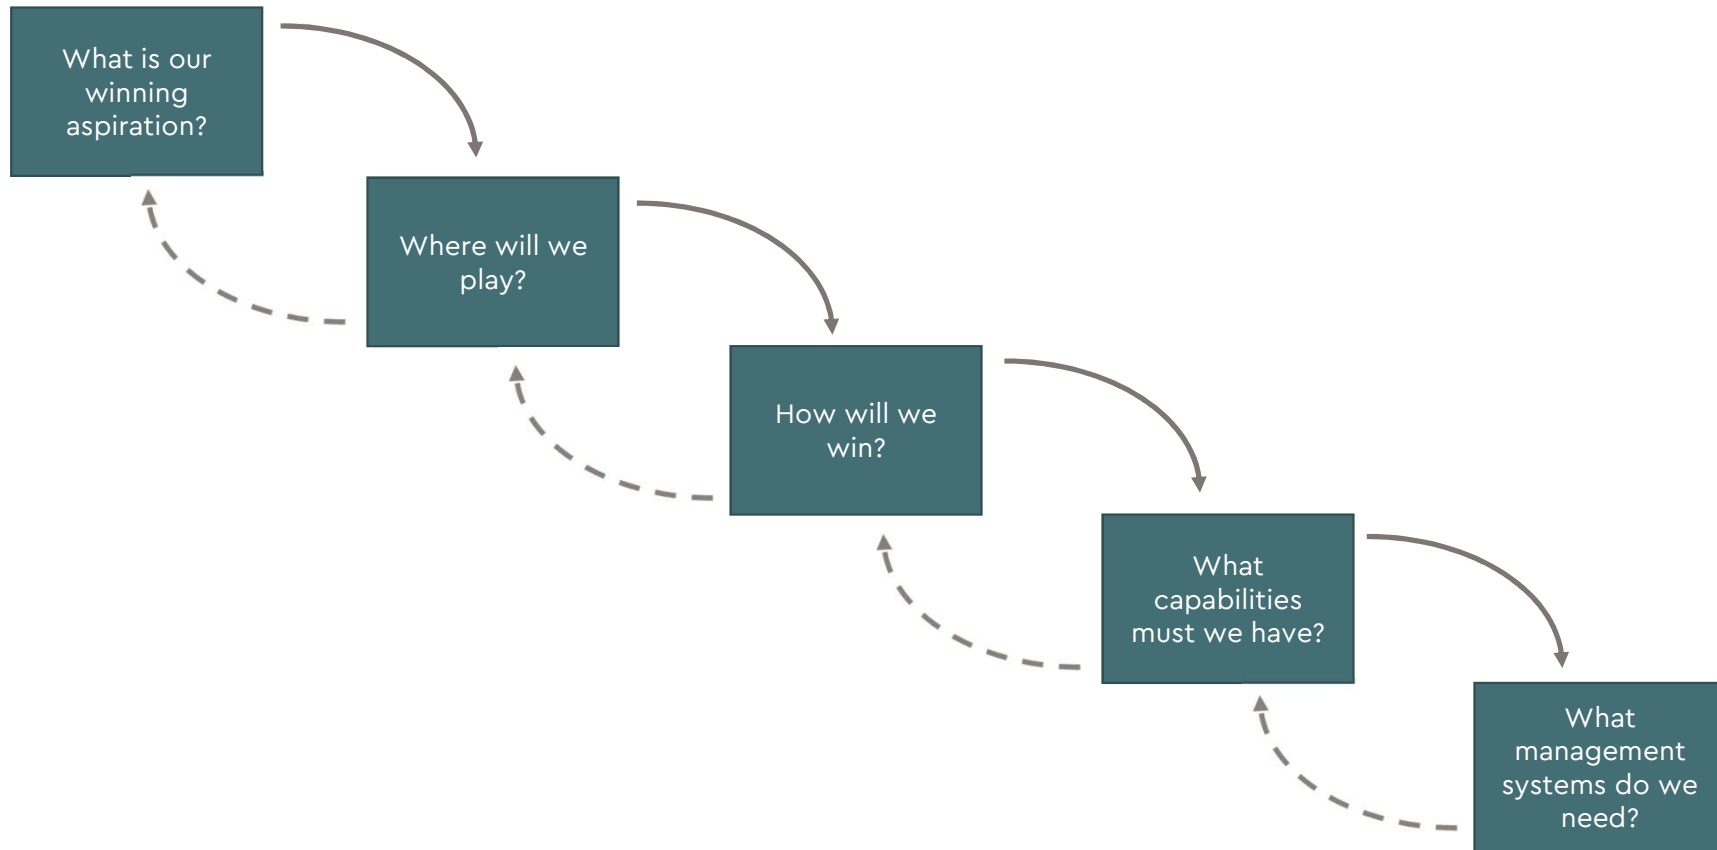 What is our
winning
aspiration?
Where will we
play?
How will we
win?
What
capabilities
must we have?
What
management
systems do we
need?